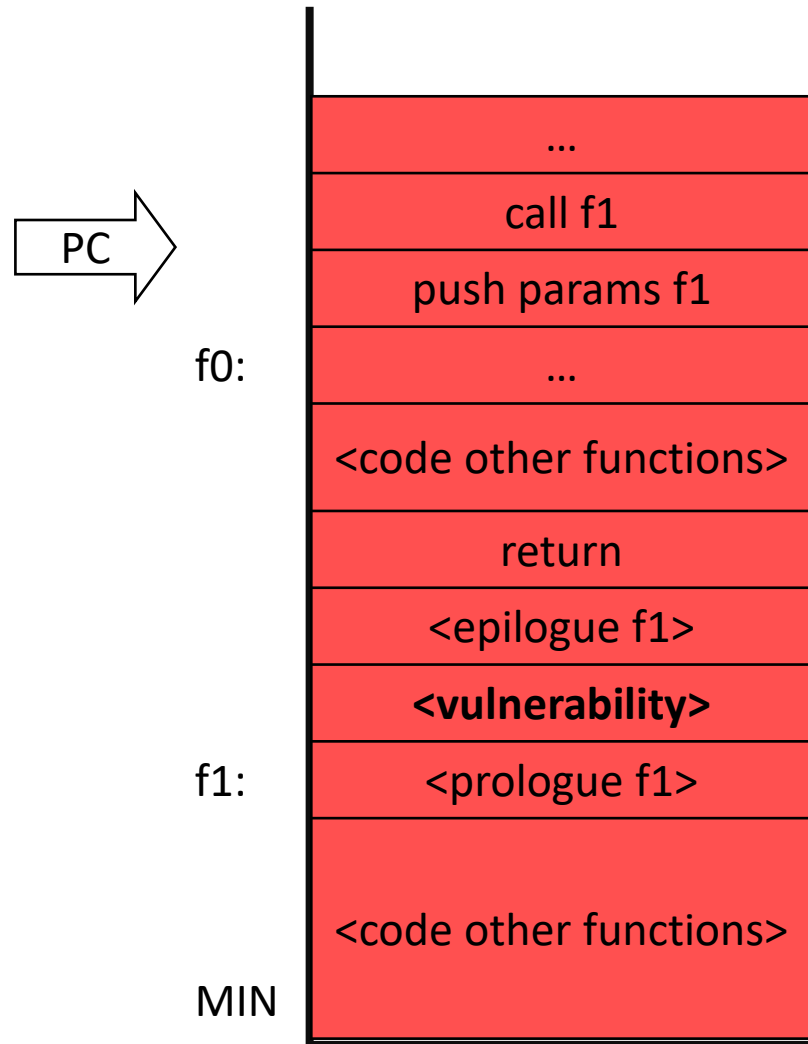 …
call f1
PC
push params f1
f0:
…
<code other functions>
return
<epilogue f1>
<vulnerability>
f1:
<prologue f1>
<code other functions>
MIN